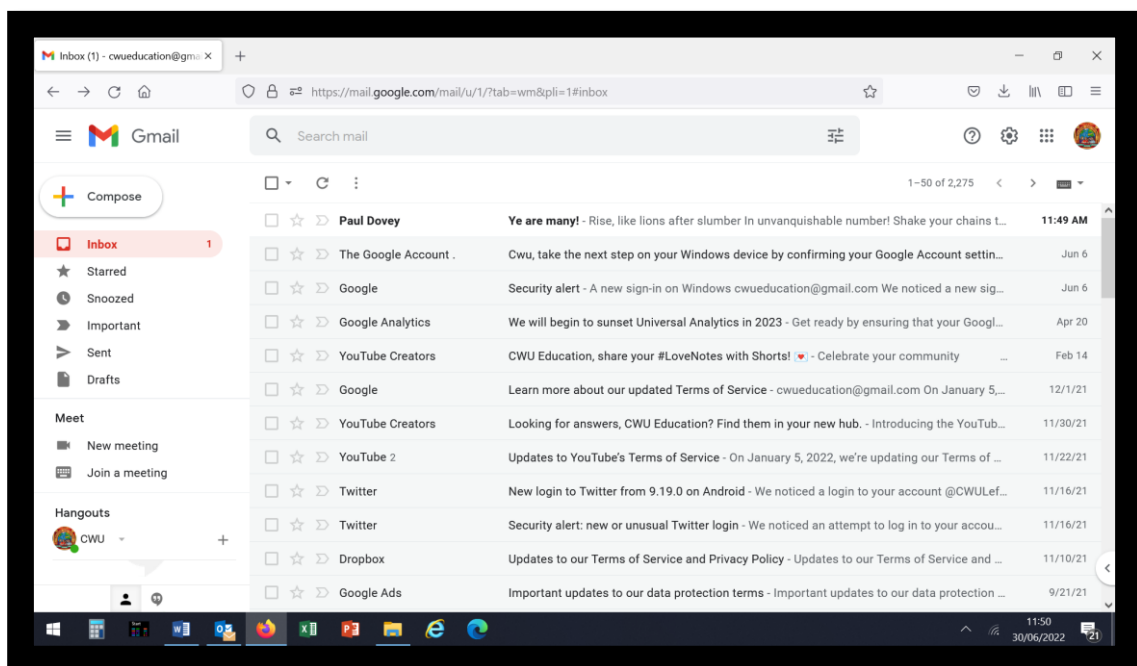 Inbox (1) - cwueducation@gma
https://mail.google.com/mail/u/1/?tab=wm&pli=1#inbox
Gmail
Search mail
Compose
1–50 of 2,275
Inbox 1
Starred
Snoozed
Important
Sent
Drafts
Meet
New meeting
Join a meeting
Hangouts
CWU
Paul Dovey Ye are many! - Rise, like lions after slumber In unvanquishable number! Shake your chains t... 11:49 AM
The Google Account . Cwu, take the next step on your Windows device by confirming your Google Account settin... Jun 6
Google Security alert - A new sign-in on Windows cwueducation@gmail.com We noticed a new sig... Jun 6
Google Analytics We will begin to sunset Universal Analytics in 2023 - Get ready by ensuring that your Googl... Apr 20
YouTube Creators CWU Education, share your #LoveNotes with Shorts! 💌 - Celebrate your community ... Feb 14
Google Learn more about our updated Terms of Service - cwueducation@gmail.com On January 5,... 12/1/21
YouTube Creators Looking for answers, CWU Education? Find them in your new hub. - Introducing the YouTub... 11/30/21
YouTube 2 Updates to YouTube's Terms of Service - On January 5, 2022, we're updating our Terms of ... 11/22/21
Twitter New login to Twitter from 9.19.0 on Android - We noticed a login to your account @CWULef... 11/16/21
Twitter Security alert: new or unusual Twitter login - We noticed an attempt to log in to your accou... 11/16/21
Dropbox Updates to our Terms of Service and Privacy Policy - Updates to our Terms of Service and ... 11/10/21
Google Ads Important updates to our data protection terms - Important updates to our data protection ... 9/21/21
11:50
30/06/2022
21